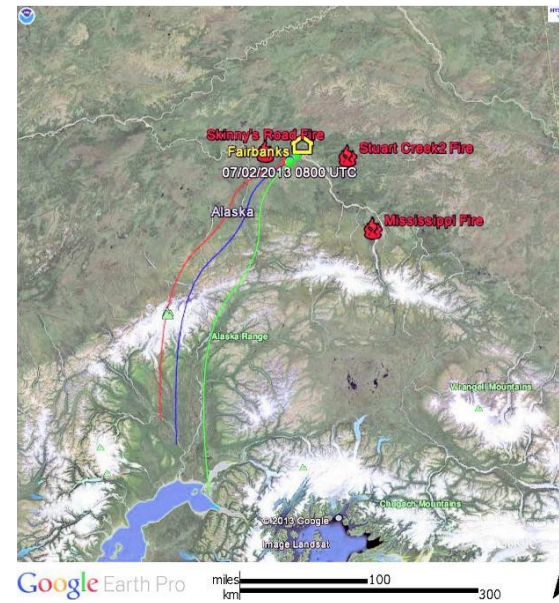 Skinny's Road Fire
Fairbanks
Stuart Creek2 Fire
07/02/2013 0800 UTC
Alaska
Mississippi Fire
Alaska Range
Wrangell Mountains
Chugach Mountains
© 2013 Google
Image Landsat
Google Earth Pro
miles 100
km 300